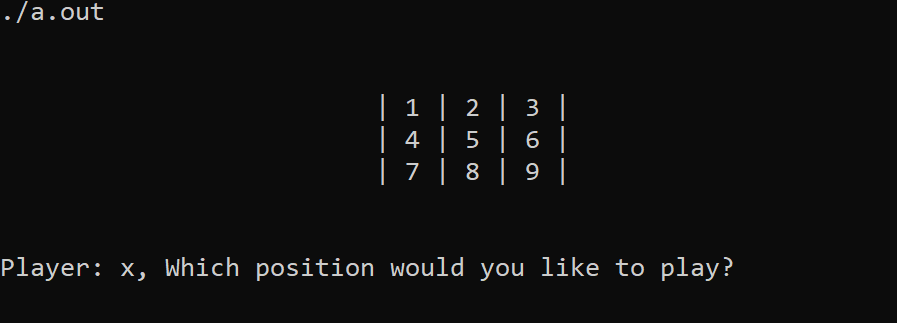 ./a.out
| 1 | 2 | 3 |
| 4 | 5 | 6 |
| 7 | 8 | 9 |
Player: x, Which position would you like to play?